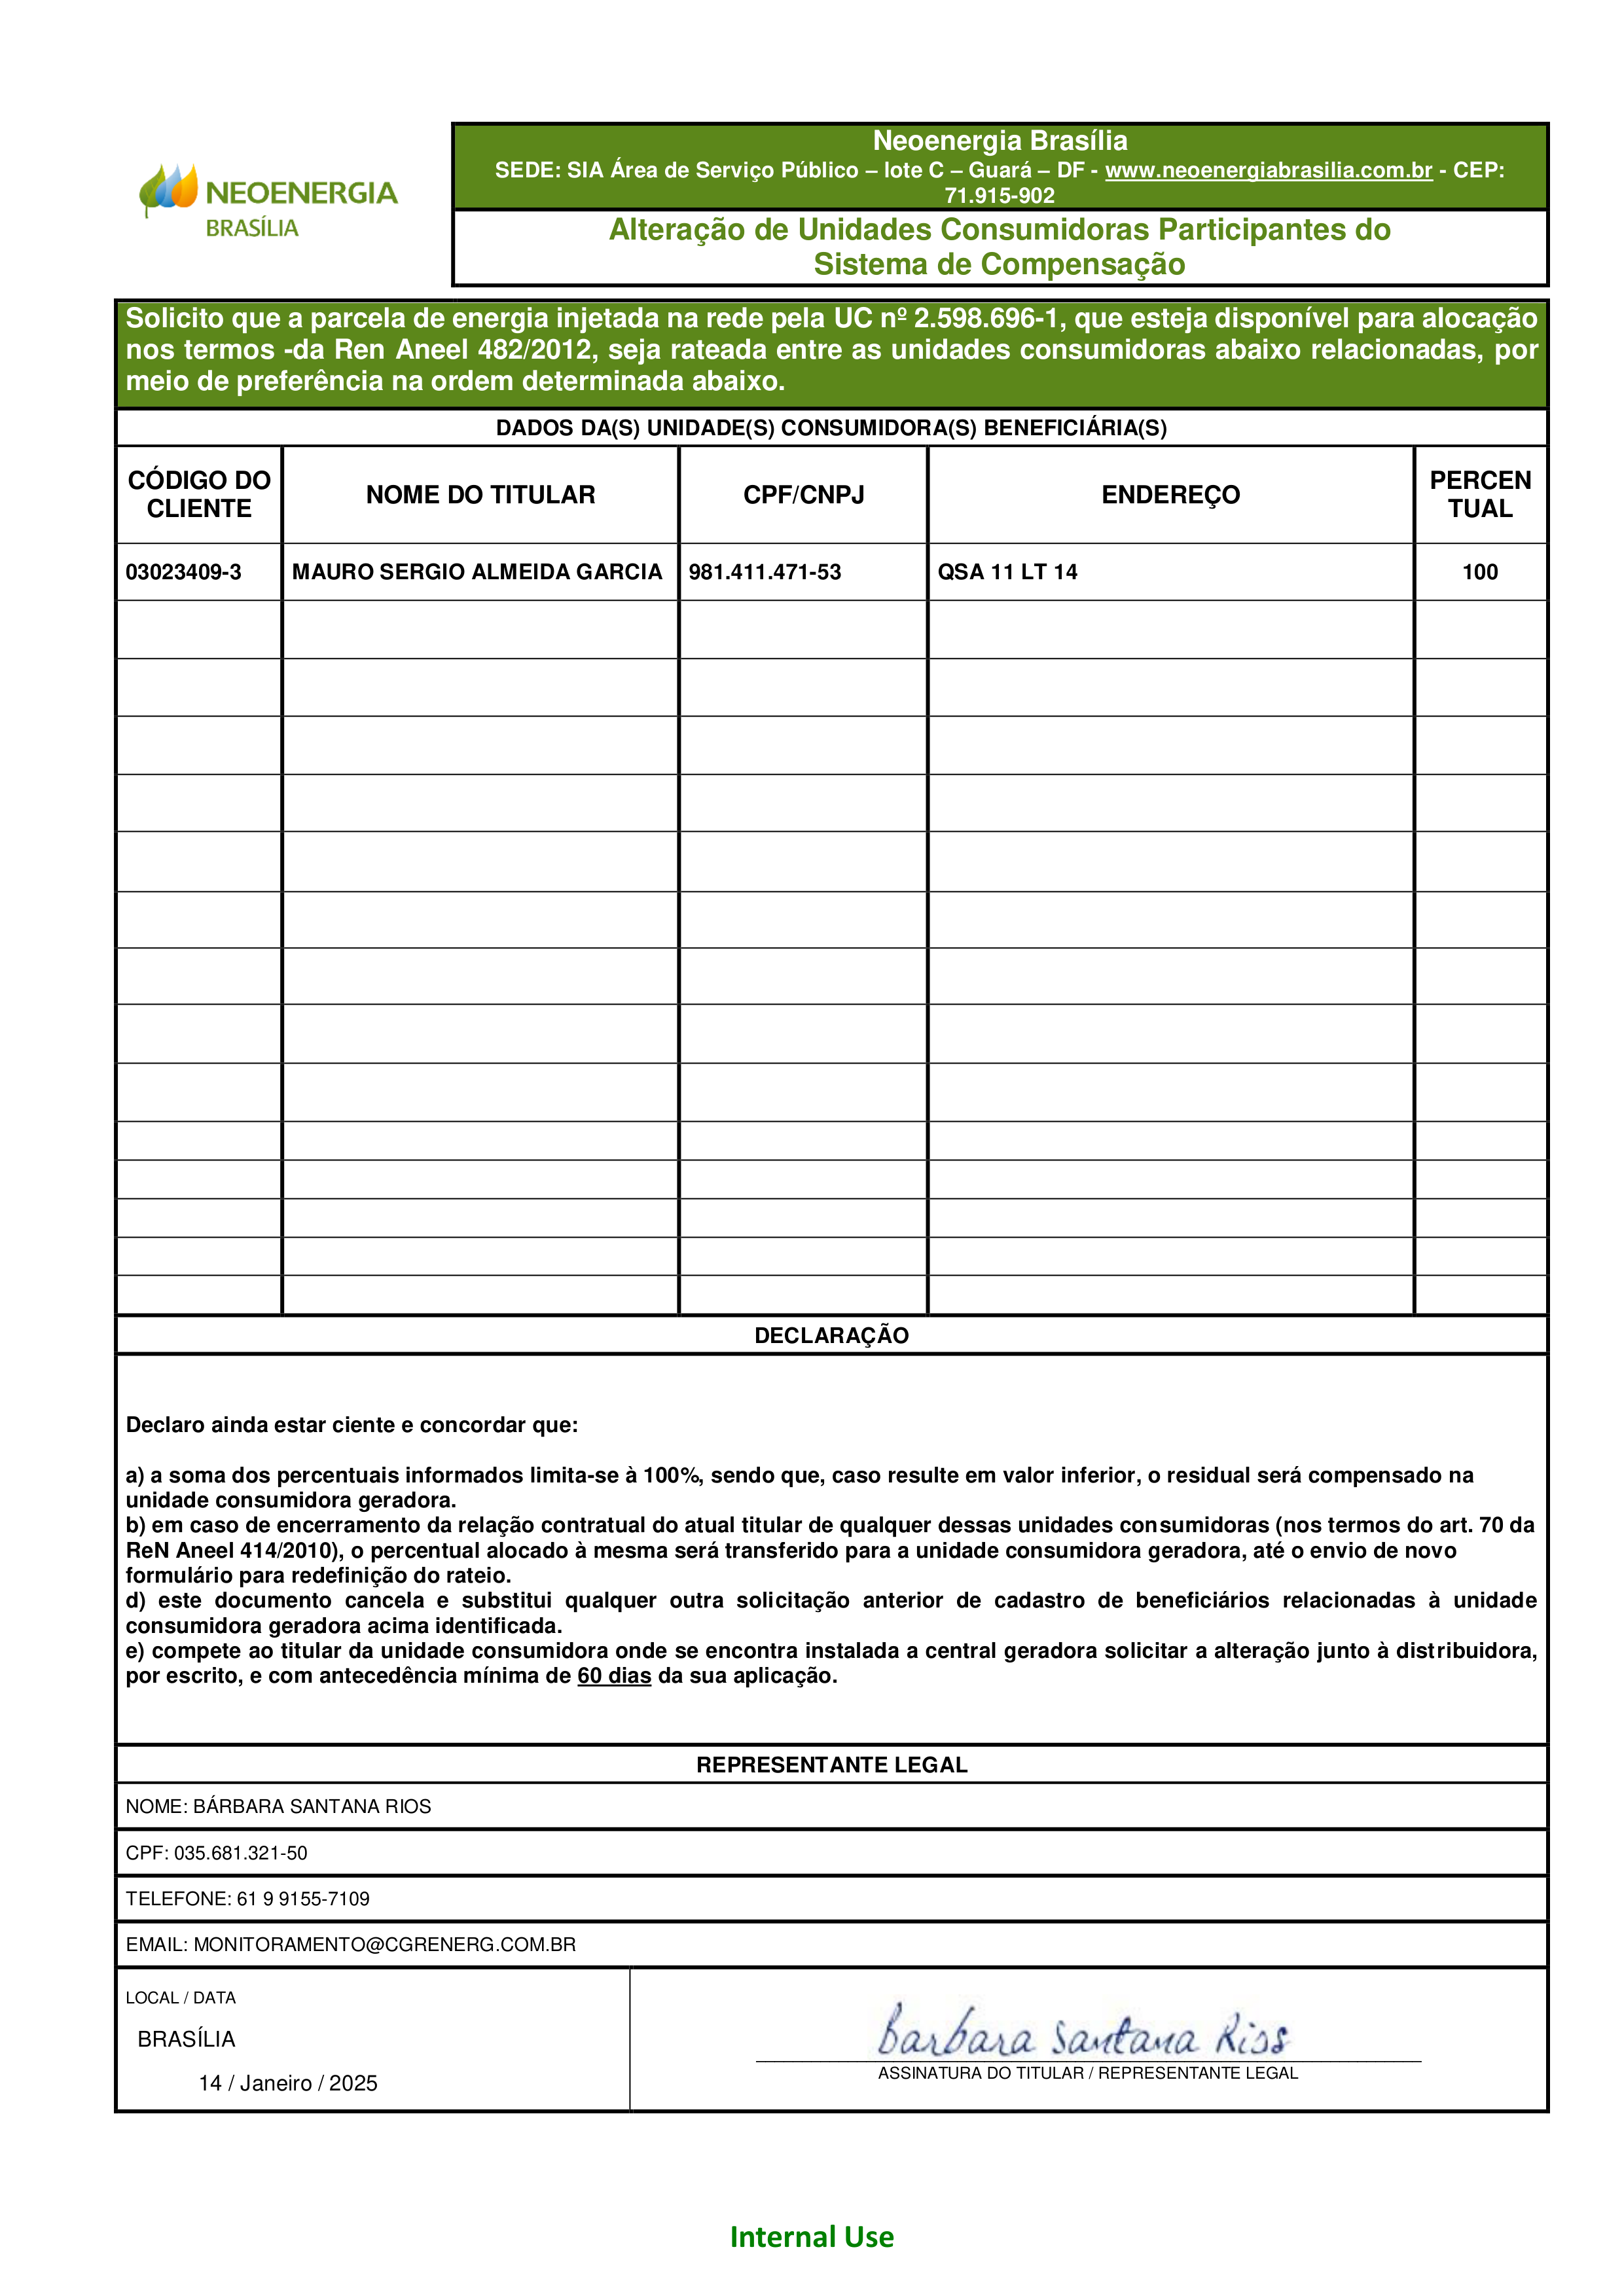 NEOENERGIA
BRASÍLIA
Neoenergia Brasília
SEDE: SIA Área de Serviço Público – lote C – Guará – DF - www.neoenergiabrasilia.com.br - CEP:
71.915-902
Alteração de Unidades Consumidoras Participantes do
Sistema de Compensação
Solicito que a parcela de energia injetada na rede pela UC nº 2.598.696-1, que esteja disponível para alocação
nos termos -da Ren Aneel 482/2012, seja rateada entre as unidades consumidoras abaixo relacionadas, por
meio de preferência na ordem determinada abaixo.
DADOS DA(S) UNIDADE(S) CONSUMIDORA(S) BENEFICIÁRIA(S)
CÓDIGO DO
CLIENTE
NOME DO TITULAR
CPF/CNPJ
ENDEREÇO
PERCEN
TUAL
03023409-3 MAURO SERGIO ALMEIDA GARCIA 981.411.471-53 QSA 11 LT 14 100
DECLARAÇÃO
Declaro ainda estar ciente e concordar que:
a) a soma dos percentuais informados limita-se à 100%, sendo que, caso resulte em valor inferior, o residual será compensado na
unidade consumidora geradora.
b) em caso de encerramento da relação contratual do atual titular de qualquer dessas unidades consumidoras (nos termos do art. 70 da
ReN Aneel 414/2010), o percentual alocado à mesma será transferido para a unidade consumidora geradora, até o envio de novo
formulário para redefinição do rateio.
d) este documento cancela e substitui qualquer outra solicitação anterior de cadastro de beneficiários relacionadas à unidade
consumidora geradora acima identificada.
e) compete ao titular da unidade consumidora onde se encontra instalada a central geradora solicitar a alteração junto à distribuidora,
por escrito, e com antecedência mínima de 60 dias da sua aplicação.
REPRESENTANTE LEGAL
NOME: BÁRBARA SANTANA RIOS
CPF: 035.681.321-50
TELEFONE: 61 9 9155-7109
EMAIL: MONITORAMENTO@CGRENERG.COM.BR
LOCAL / DATA
BRASÍLIA
14 / Janeiro / 2025
Barbara Santana Rios
ASSINATURA DO TITULAR / REPRESENTANTE LEGAL
Internal Use